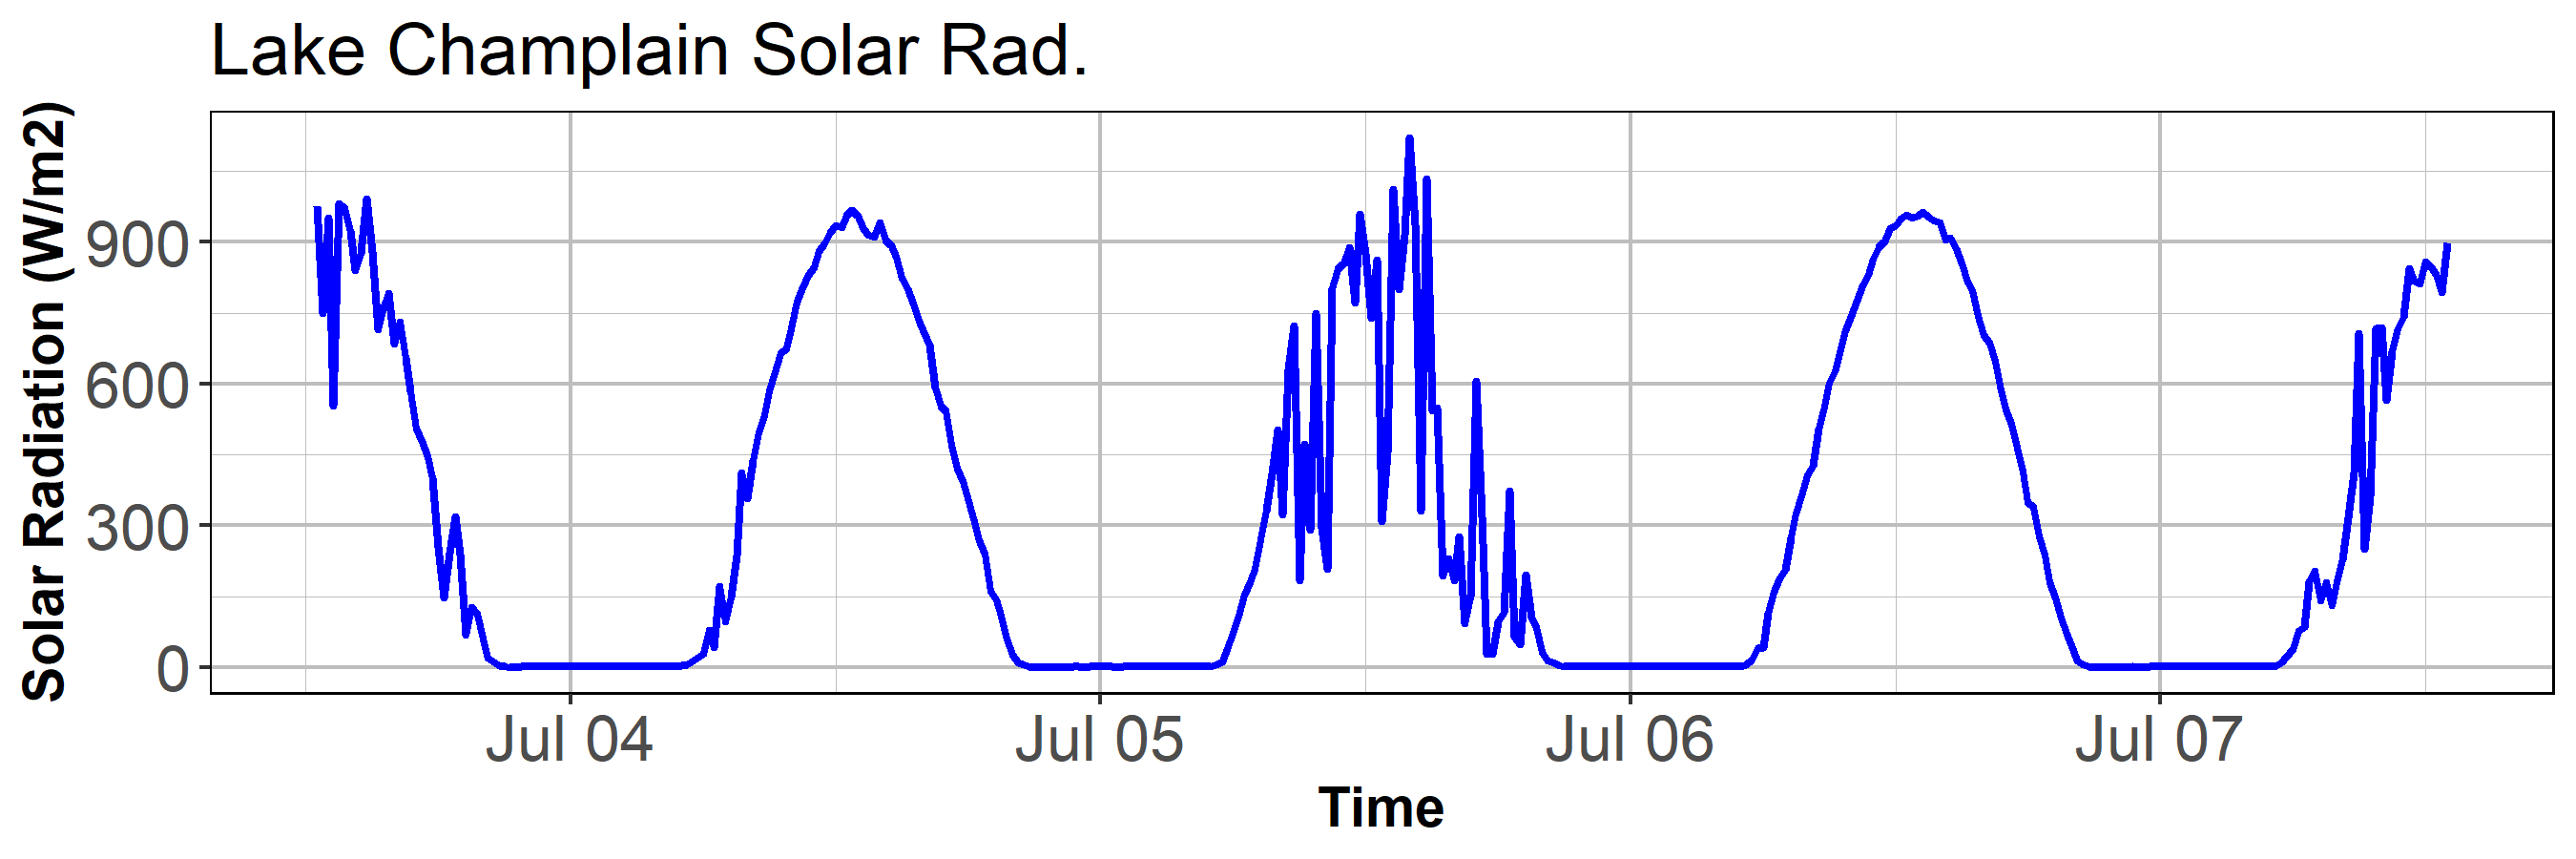 Lake Champlain Solar Rad.
Solar Radiation (W/m2)
900
600
300
0
Jul 04 Jul 05 Jul 06 Jul 07
Time